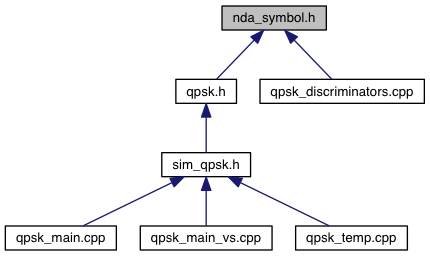 nda_symbol.h
qpsk.h
qpsk_discriminators.cpp
sim_qpsk.h
qpsk_main.cpp
qpsk_main_vs.cpp
qpsk_temp.cpp